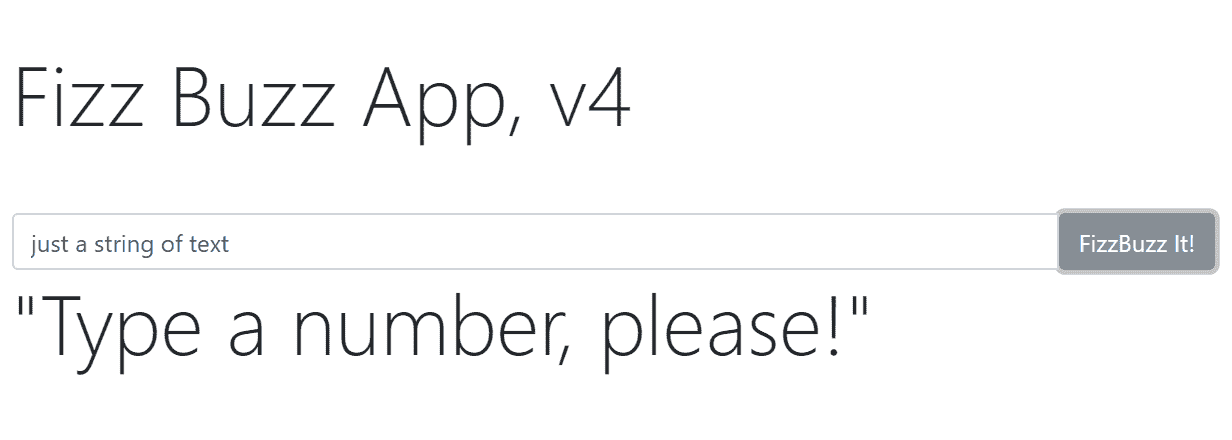 Fizz Buzz App, v4
just a string of text
FizzBuzz It!
"Type a number, please!"